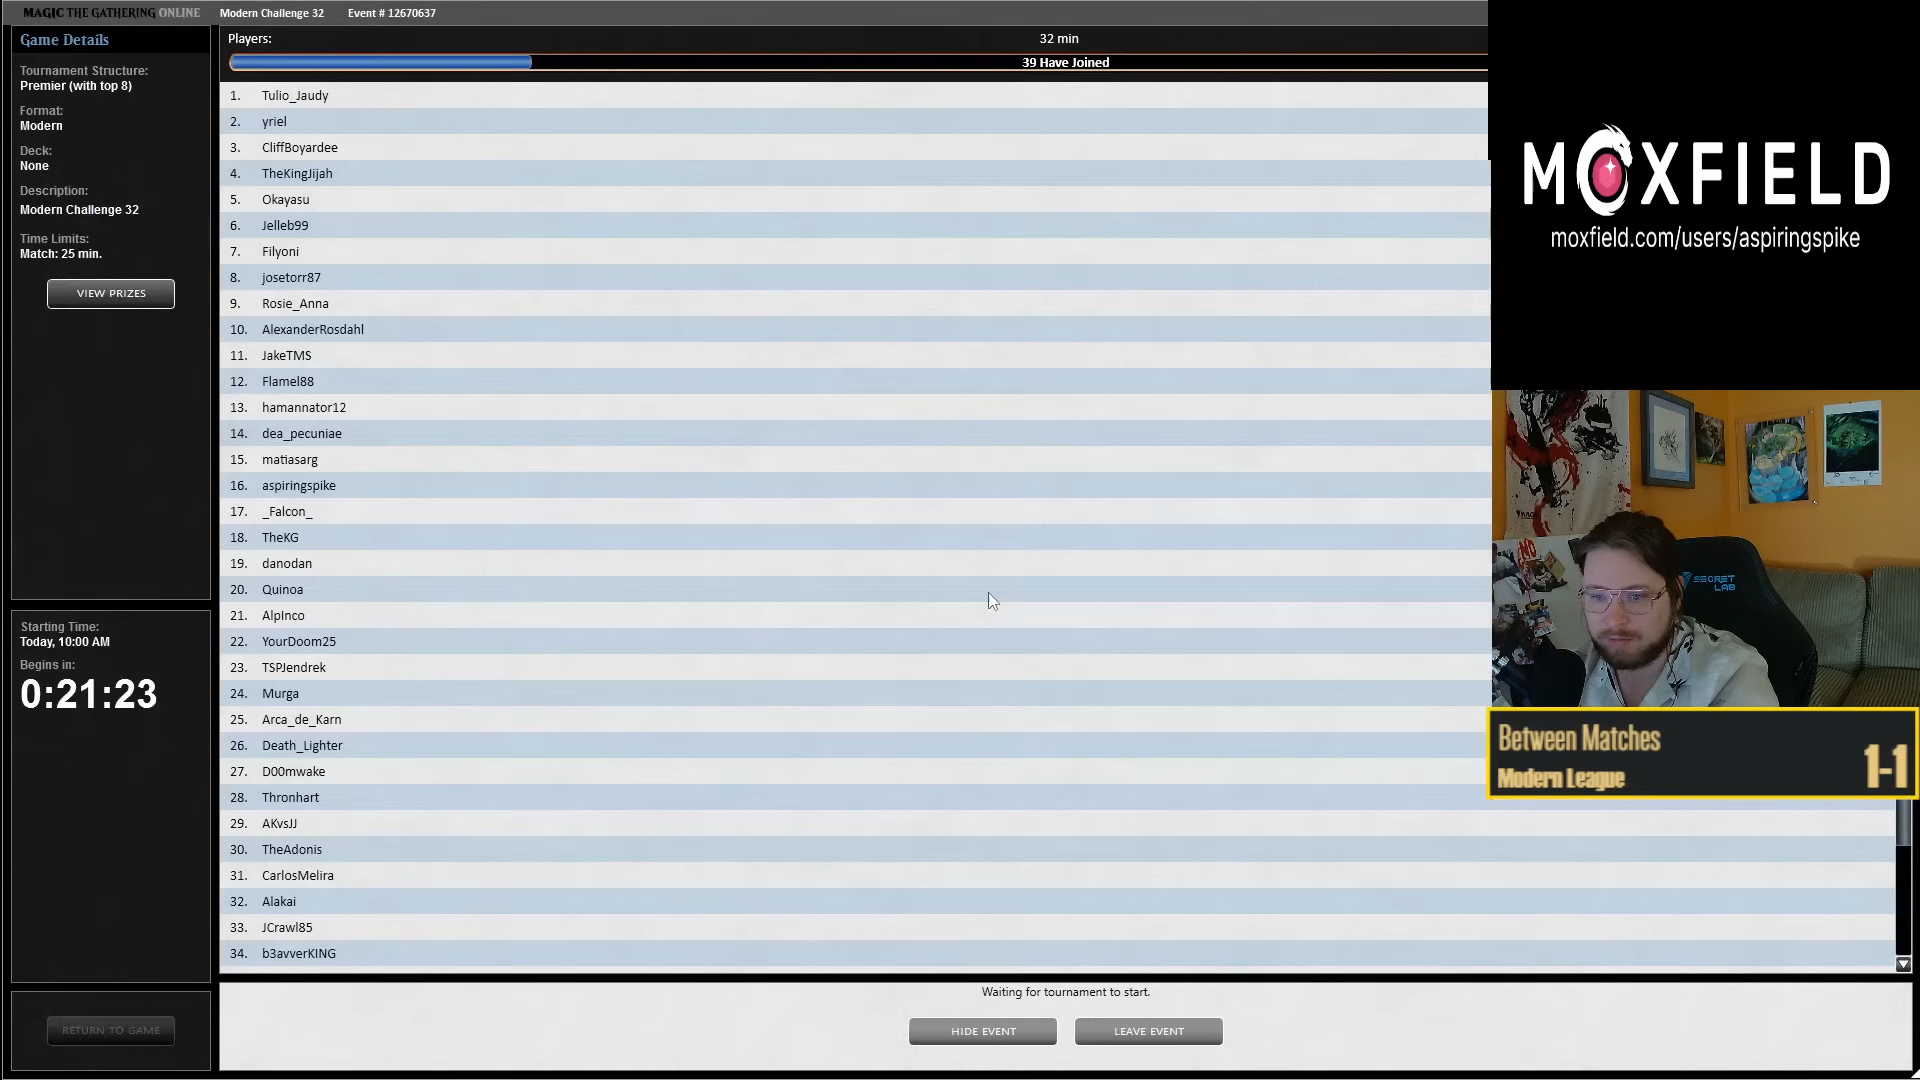 MAGIC THE GATHERING ONLINE
Modern Challenge 32
Event # 12670637
Game Details
Tournament Structure:
Premier (with top 8)
Format:
Modern
Deck:
None
Description:
Modern Challenge 32
Time Limits:
Match: 25 min.
VIEW PRIZES
Starting Time:
Today, 10:00 AM
Begins in:
0:21:23
RETURN TO GAME
Players:
32 min
39 Have Joined
1. Tulio_Jaudy
2. yriel
3. CliffBoyardee
4. TheKingJijah
5. Okayasu
6. Jelleb99
7. Filyoni
8. josetorr87
9. Rosie_Anna
10. AlexanderRosdahl
11. JakeTMS
12. Flamel88
13. hamannator12
14. dea_pecuniae
15. matiasarg
16. aspiringspike
17. _Falcon_
18. TheKG
19. danodan
20. Quinoa
21. AlpInco
22. YourDoom25
23. TSPJendrek
24. Murga
25. Arca_de_Karn
26. Death_Lighter
27. D00mwake
28. Thronhart
29. AKvsJJ
30. TheAdonis
31. CarlosMelira
32. Alakai
33. JCrawl85
34. b3avverKING
Waiting for tournament to start.
HIDE EVENT
LEAVE EVENT
MOXFIELD
moxfield.com/users/aspiringspike
SECRET
LAB
Between Matches
Modern League
1-1